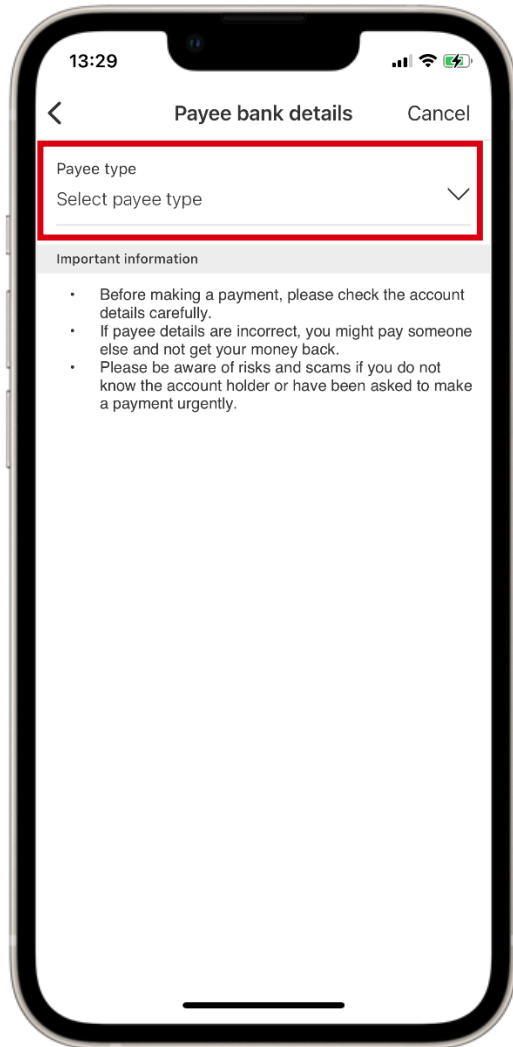 13:29
Payee bank details Cancel
Payee type
Select payee type
Important information
• Before making a payment, please check the account
details carefully.
• If payee details are incorrect, you might pay someone
else and not get your money back.
• Please be aware of risks and scams if you do not
know the account holder or have been asked to make
a payment urgently.